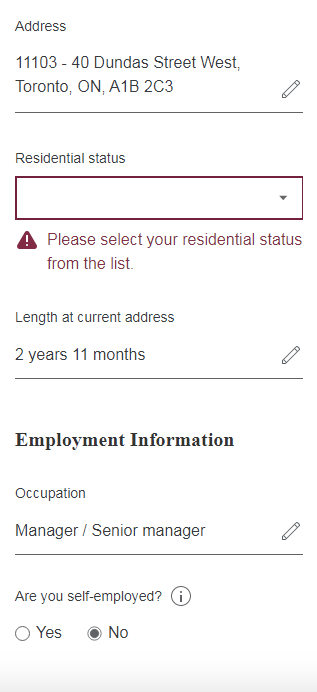 Address
11103 - 40 Dundas Street West,
Toronto, ON, A1B 2C3
Residential status
Please select your residential status
from the list.
Length at current address
2 years 11 months
Employment Information
Occupation
Manager / Senior manager
Are you self-employed?
Yes No